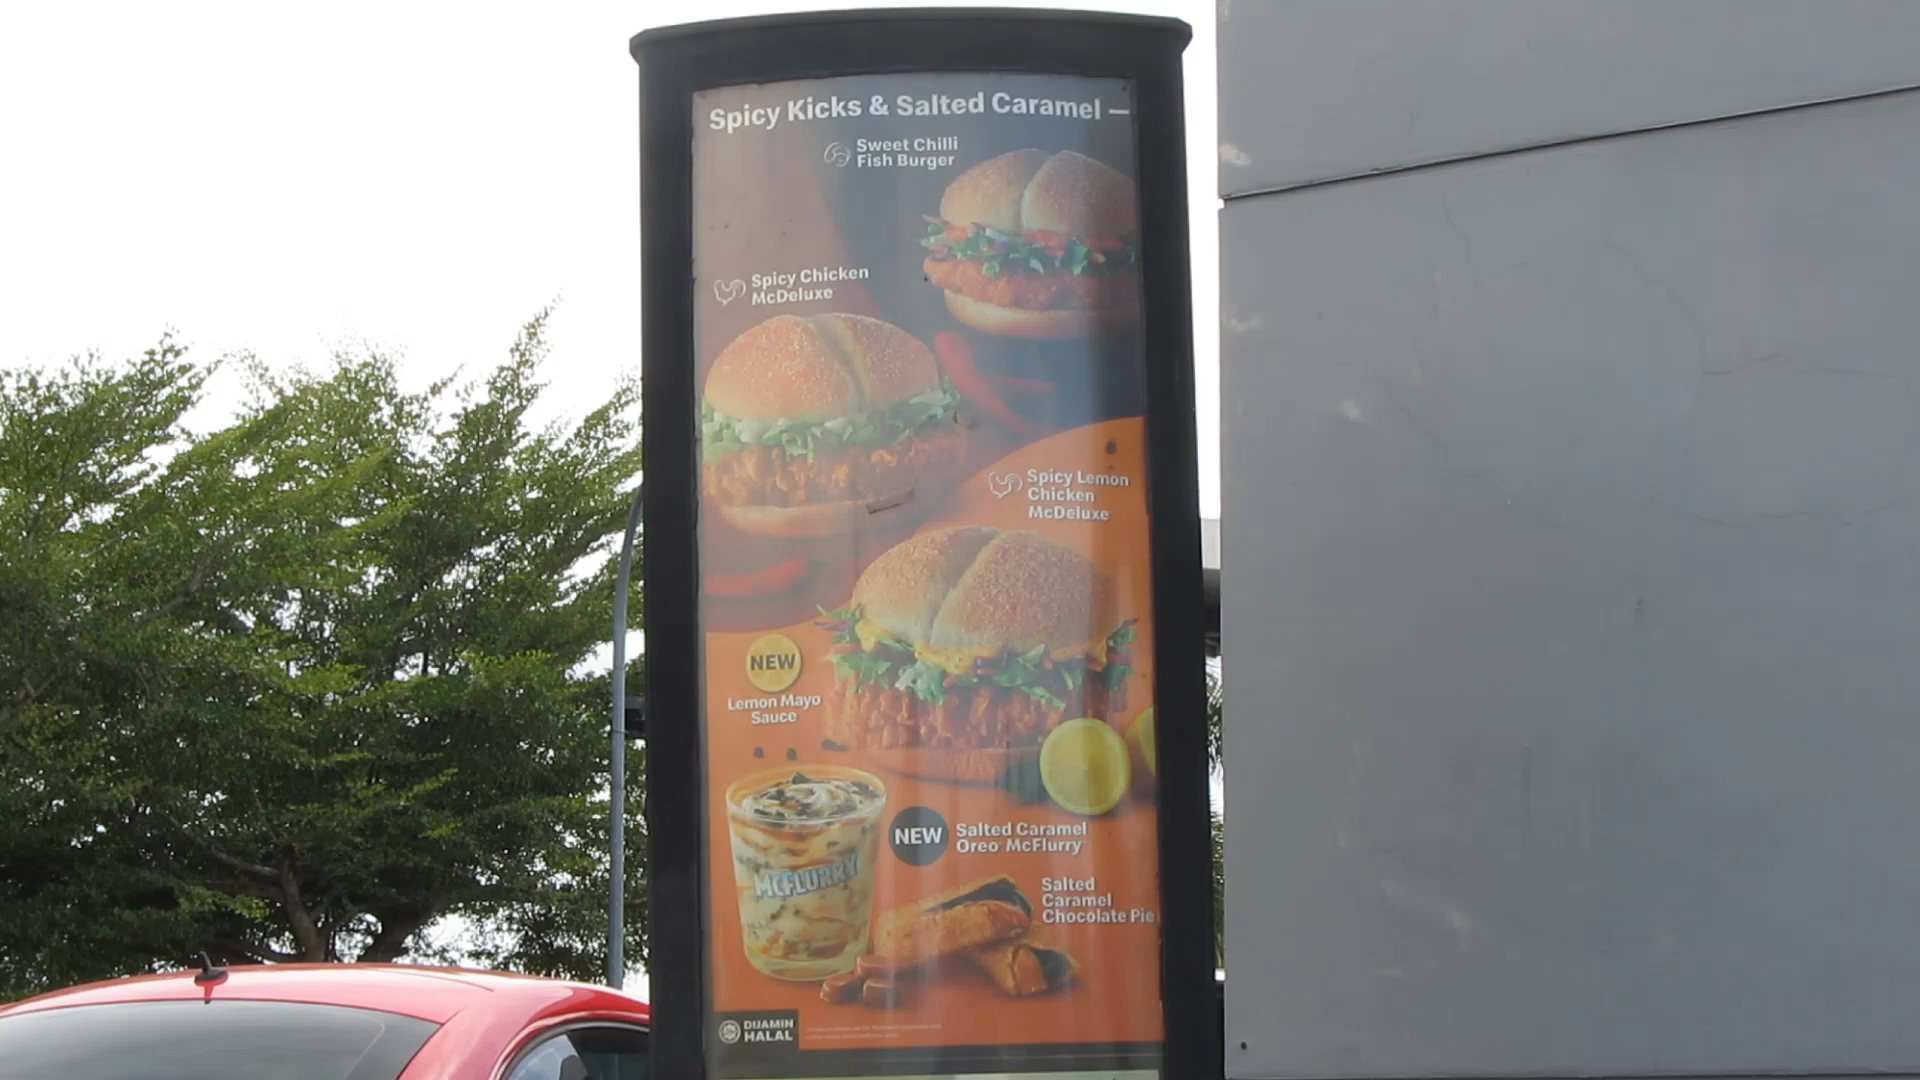 Spicy Kicks & Salted Caramel —
Sweet Chilli
Fish Burger
Spicy Chicken
McDeluxe
Spicy Lemon
Chicken
McDeluxe
NEW
Lemon Mayo
Sauce
NEW
Salted Caramel
Oreo McFlurry
MCFLURRY
Salted
Caramel
Chocolate Pie
DIJAMIN
HALAL